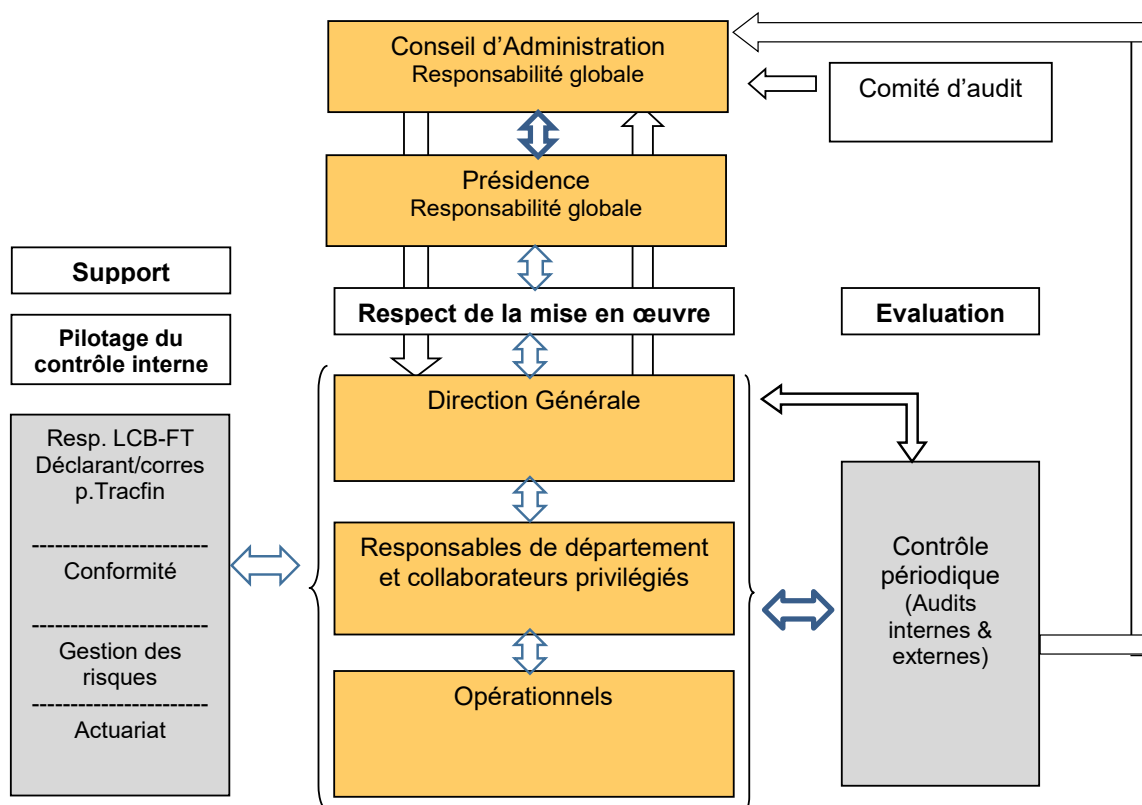 Conseil d’Administration
Responsabilité globale
Comité d’audit
Présidence
Responsabilité globale
Support
Respect de la mise en œuvre
Evaluation
Pilotage du
contrôle interne
Direction Générale
Resp. LCB-FT
Déclarant/corres
p.Tracfin
-----------------------
Conformité
-----------------------
Gestion des
risques
-----------------------
Actuariat
Responsables de département
et collaborateurs privilégiés
Opérationnels
Contrôle
périodique
(Audits
internes &
externes)